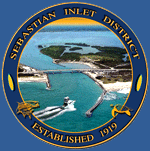 SEBASTIAN INLET DISTRICT
ESTABLISHED 1919